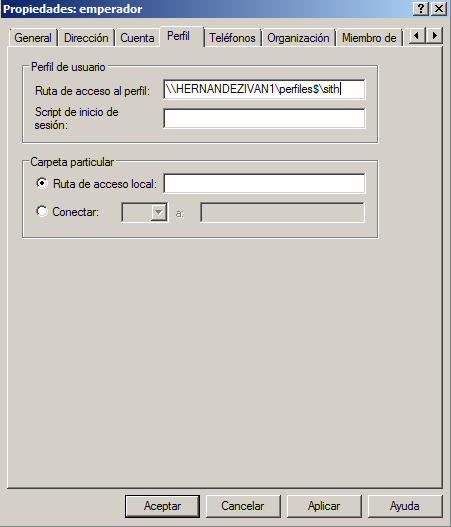 Propiedades: emperador
General Dirección Cuenta Perfil Teléfonos Organización Miembro de
Perfil de usuario
Ruta de acceso al perfil: \\HERNANDEZIVAN1\perfiles$\sith
Script de inicio de
sesión:
Carpeta particular
Ruta de acceso local:
Conectar: a:
Aceptar Cancelar Aplicar Ayuda